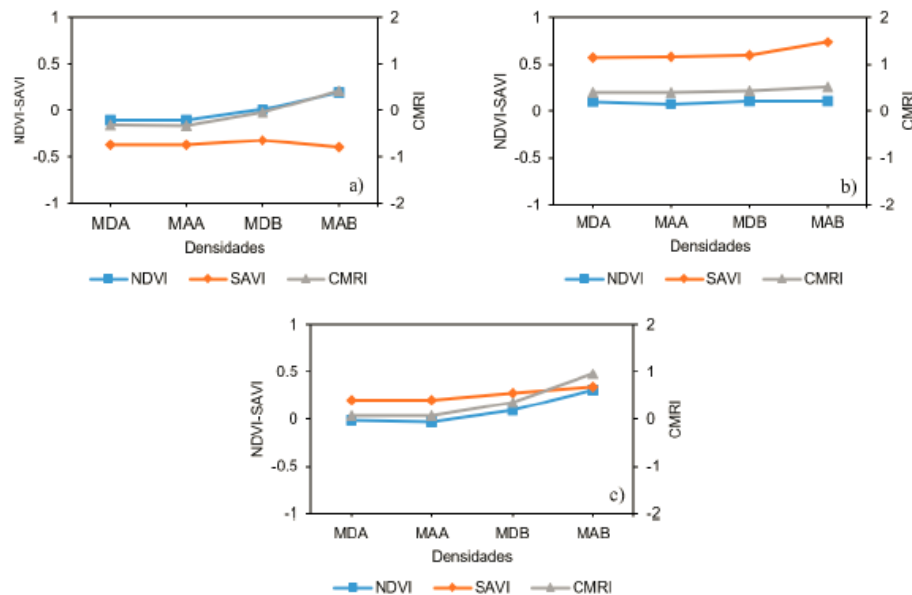 1 2
0.5 1
0 0
-0.5 -1
-1 -2
NDVI-SAVI
CMRI
a)
MDA MAA MDB MAB
Densidades
NDVI SAVI CMRI
1 2
0.5 1
0 0
-0.5 -1
-1 -2
NDVI-SAVI
CMRI
b)
MDA MAA MDB MAB
Densidades
NDVI SAVI CMRI
1 2
0.5 1
0 0
-0.5 -1
-1 -2
NDVI-SAVI
CMRI
c)
MDA MAA MDB MAB
Densidades
NDVI SAVI CMRI